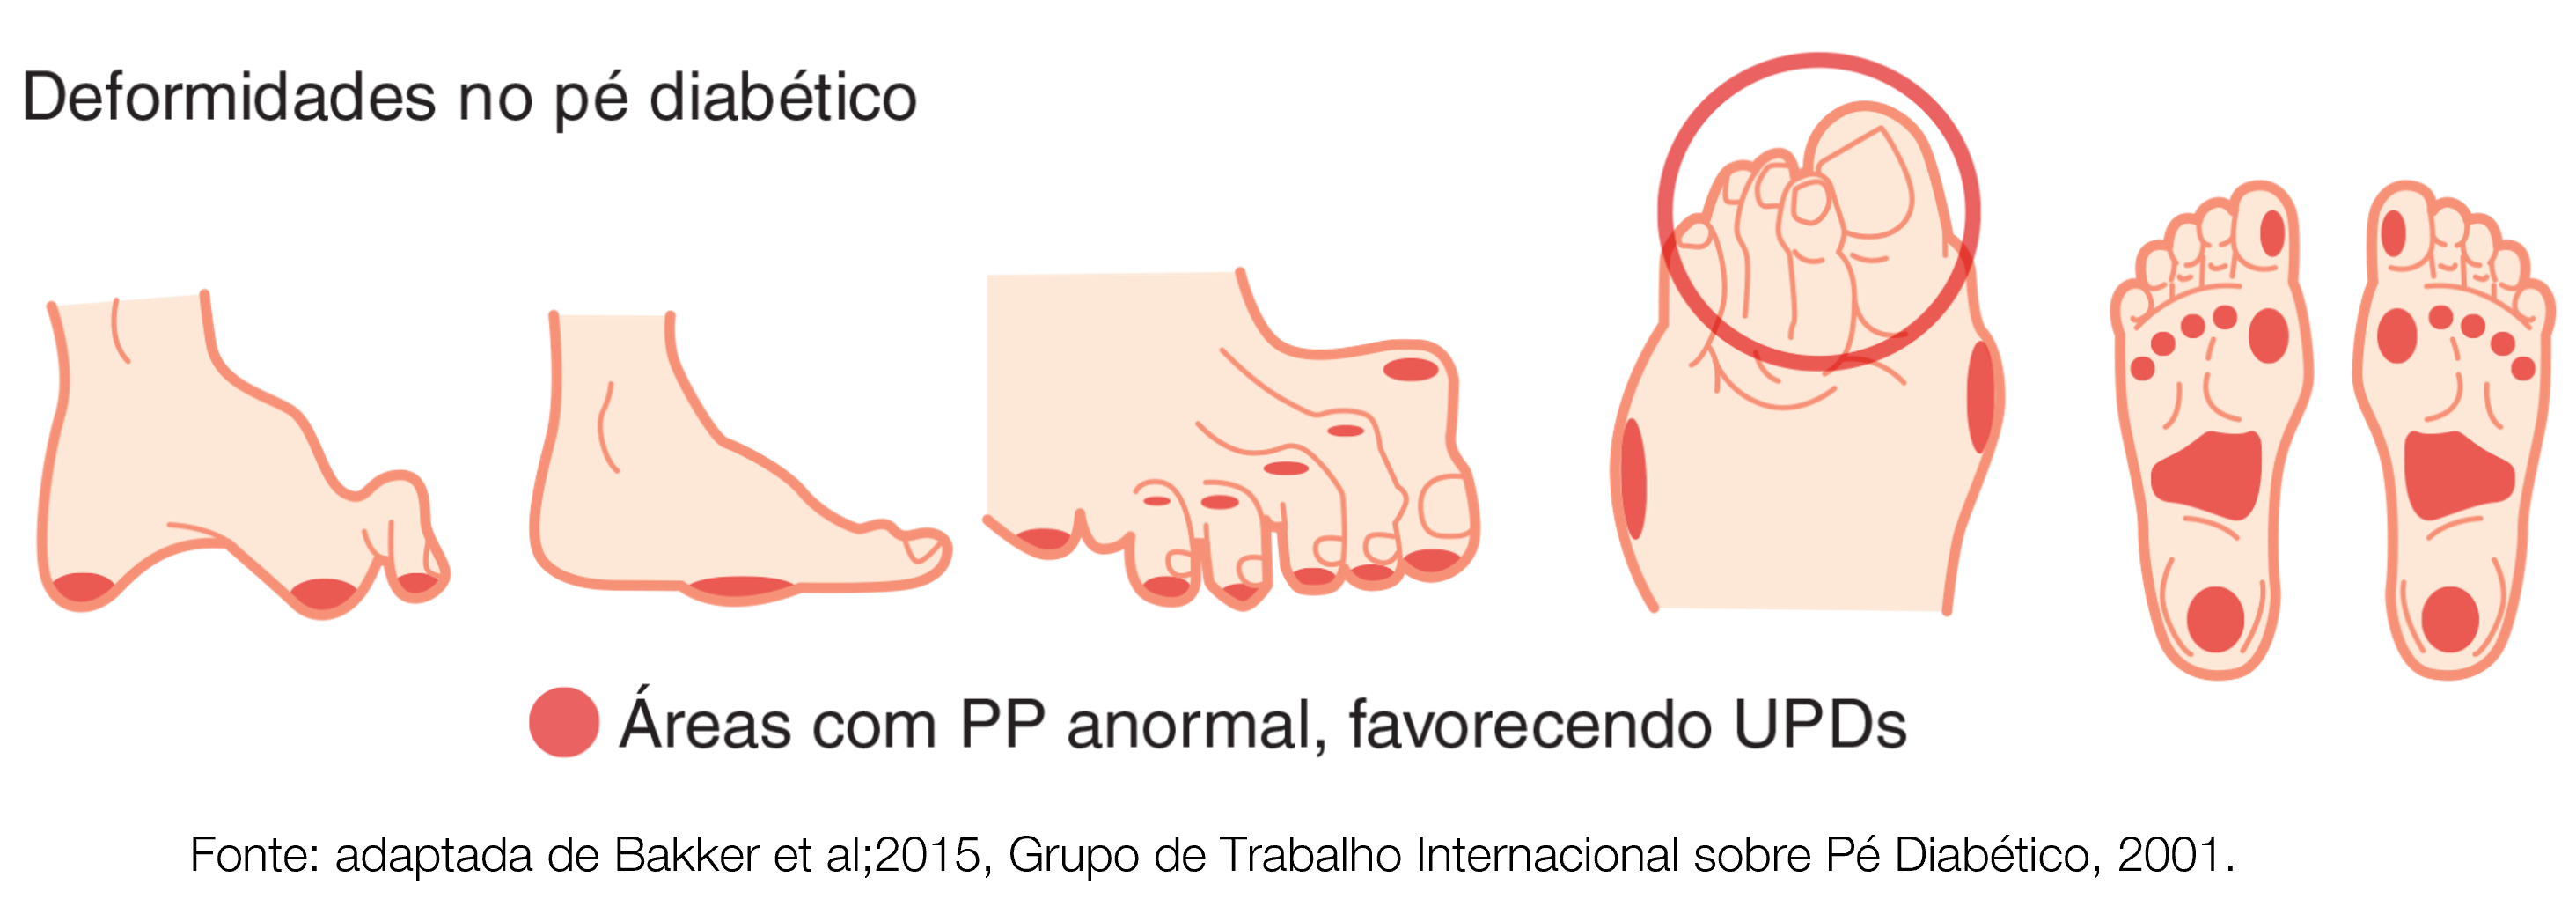 Deformidades no pé diabético
Áreas com PP anormal, favorecendo UPDs
Fonte: adaptada de Bakker et al;2015, Grupo de Trabalho Internacional sobre Pé Diabético, 2001.